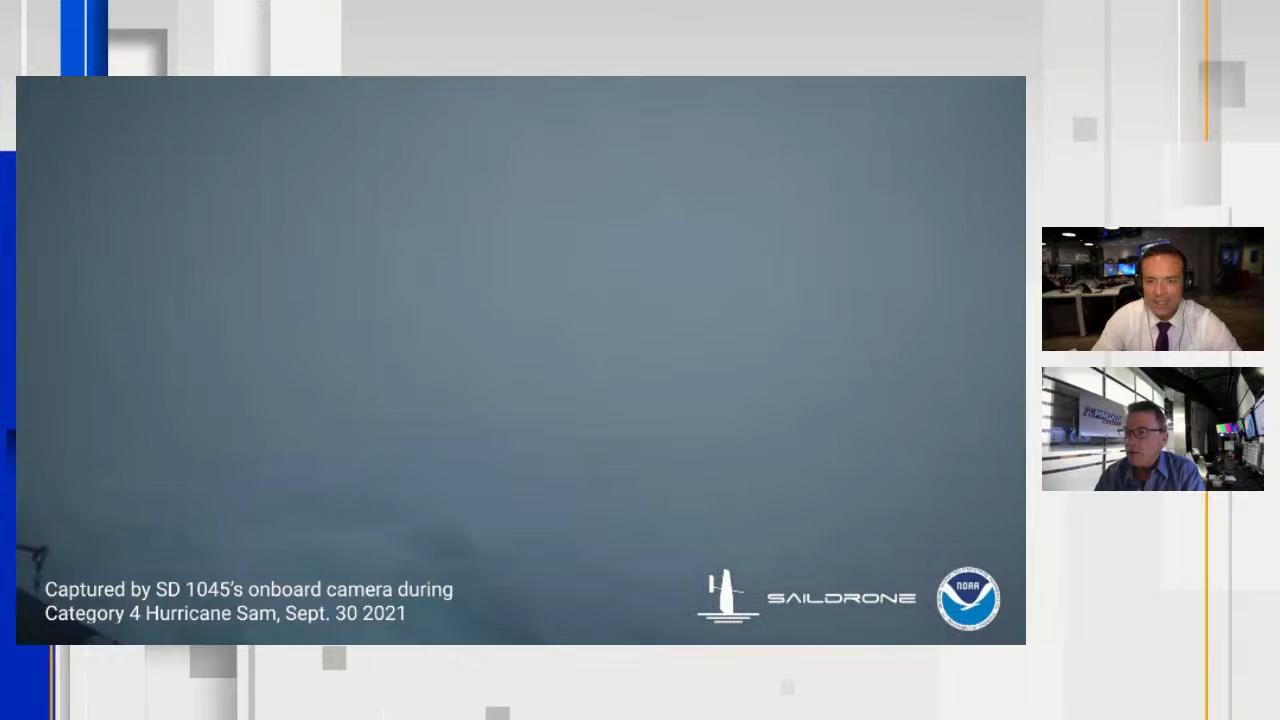 Captured by SD 1045's onboard camera during
Category 4 Hurricane Sam, Sept. 30 2021
SAILDRONE
NOAA